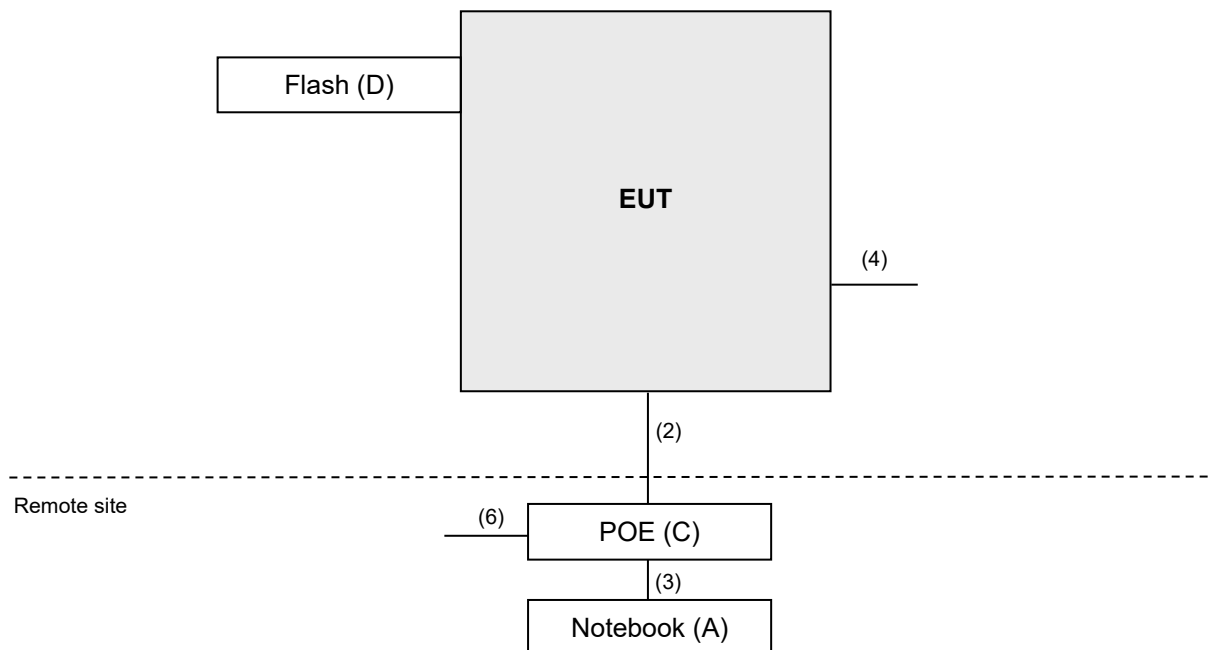 Flash (D)
EUT
(4)
(2)
Remote site
(6)
POE (C)
(3)
Notebook (A)